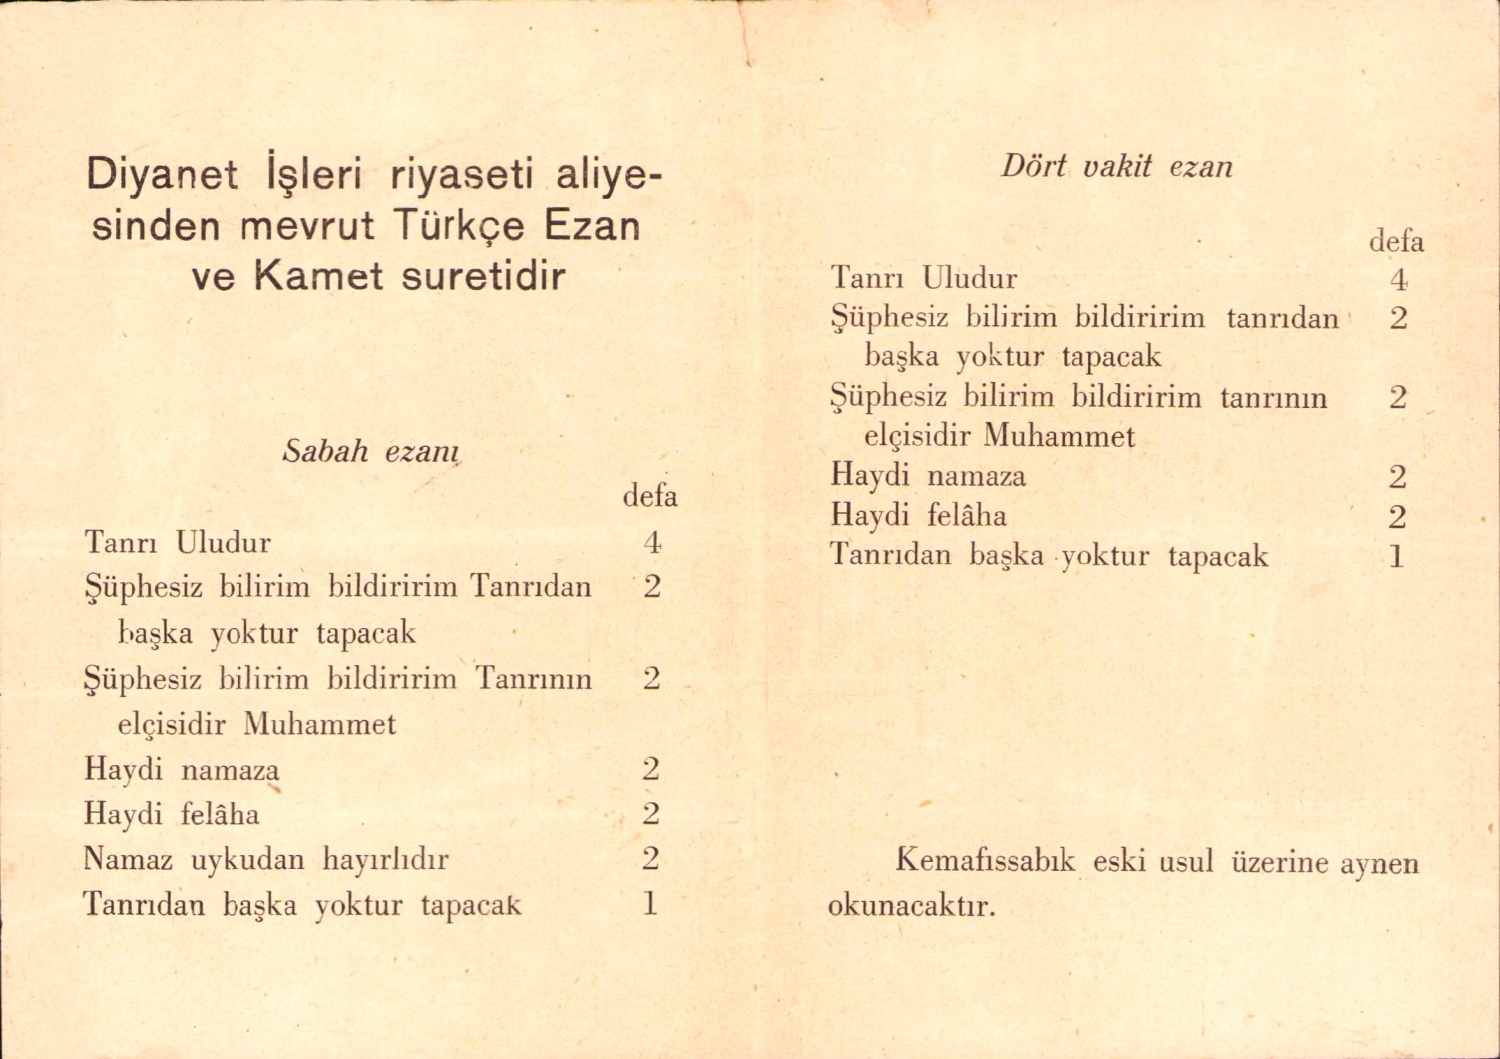 Diyanet İşleri riyaseti aliye-
sinden mevrut Türkçe Ezan
ve Kamet suretidir
Sabah ezanı
defa
Tanrı Uludur 4
Şüphesiz bilirim bildiririm Tanrıdan 2
başka yoktur tapacak
Şüphesiz bilirim bildiririm Tanrının 2
elçisidir Muhammet
Haydi namaza 2
Haydi felâha 2
Namaz uykudan hayırlıdır 2
Tanrıdan başka yoktur tapacak 1
Dört vakit ezan
defa
Tanrı Uludur 4
Şüphesiz bilirim bildiririm tanrıdan 2
başka yoktur tapacak
Şüphesiz bilirim bildiririm tanrının 2
elçisidir Muhammet
Haydi namaza 2
Haydi felâha 2
Tanrıdan başka yoktur tapacak 1
Kemafissabık eski usul üzerine aynen
okunacaktır.